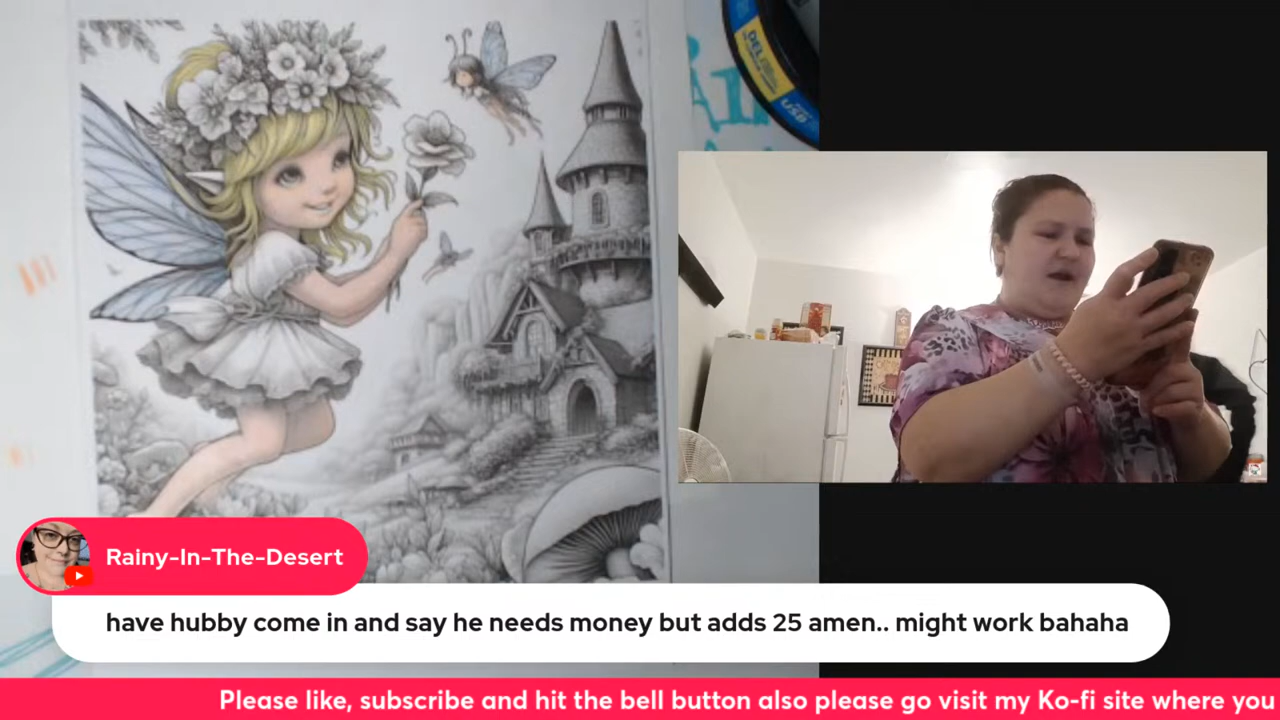 DEL
USB
Rainy-In-The-Desert
have hubby come in and say he needs money but adds 25 amen.. might work bahaha
Please like, subscribe and hit the bell button also please go visit my Ko-fi site where you